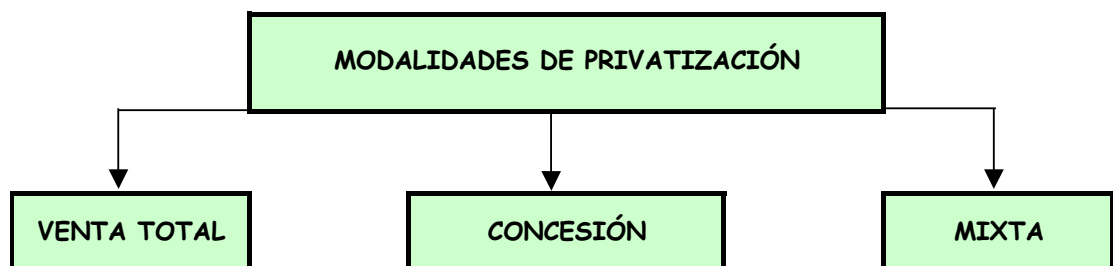 MODALIDADES DE PRIVATIZACIÓN
VENTA TOTAL
CONCESIÓN
MIXTA